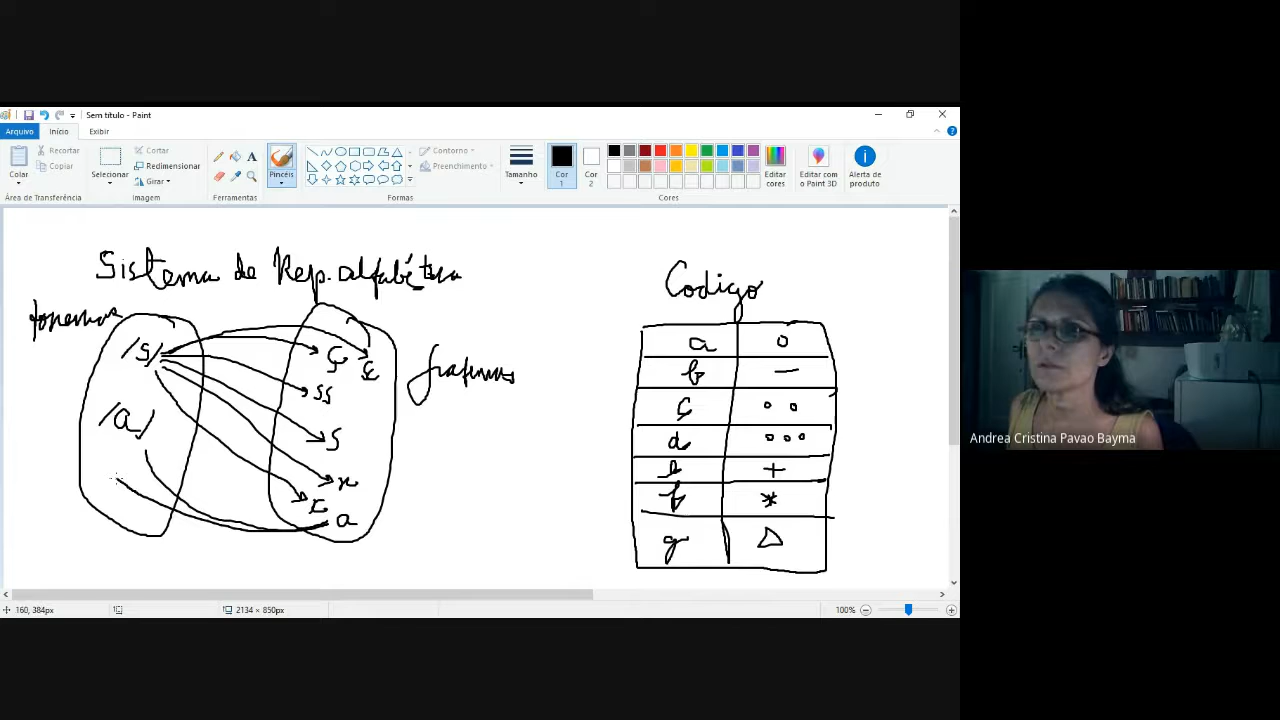 Sem título - Paint
Arquivo
Início
Exibir
Colar
Recortar
Copiar
Área de Transferência
Selecionar
Cortar
Redimensionar
Girar
Imagem
A
Ferramentas
Pincéis
Contorno
Preenchimento
Formas
Tamanho
Cor
1
Cor
2
Editar
cores
Cores
Editar com
o Paint 3D
Alerta de
produto
Sistema de Rep. alfabética
fonemas
/s/
/a/
ç
ss
s
x
a
grafemas
Codigo
a
b
ç
d
e
f
g
Andrea Cristina Pavao Bayma
160, 384px
2134 × 850px
100%